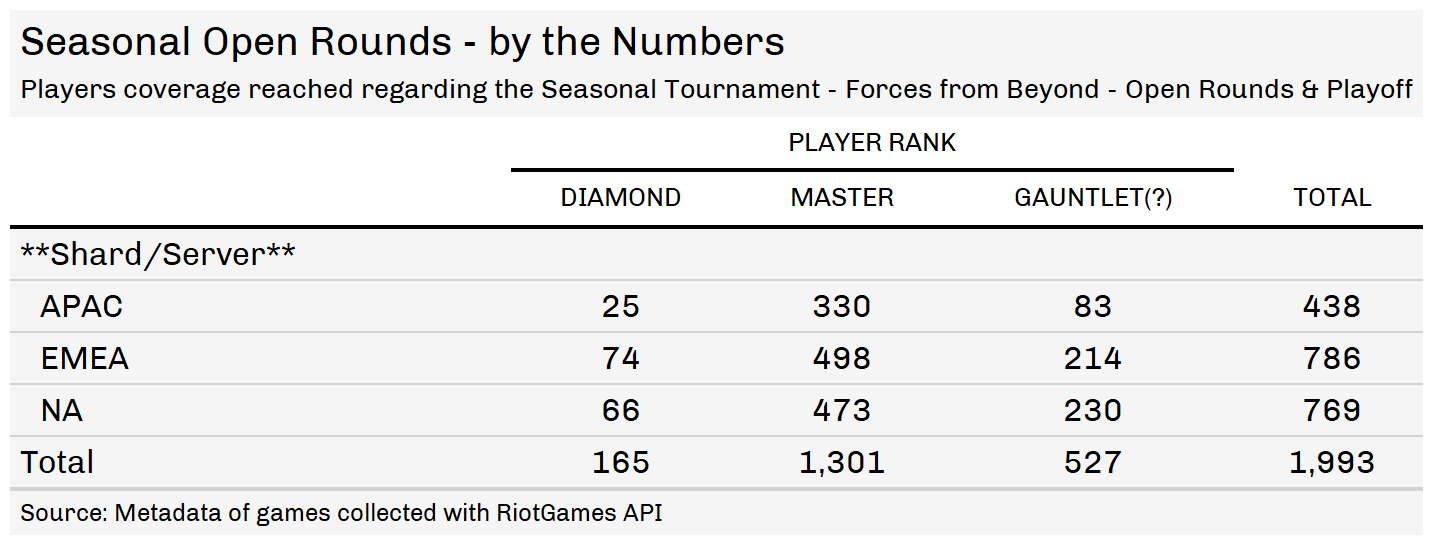 Seasonal Open Rounds - by the Numbers
Players coverage reached regarding the Seasonal Tournament - Forces from Beyond - Open Rounds & Playoff
PLAYER RANK
DIAMOND MASTER GAUNTLET(?) TOTAL
**Shard/Server**
APAC 25 330 83 438
EMEA 74 498 214 786
NA 66 473 230 769
Total 165 1,301 527 1,993
Source: Metadata of games collected with RiotGames API